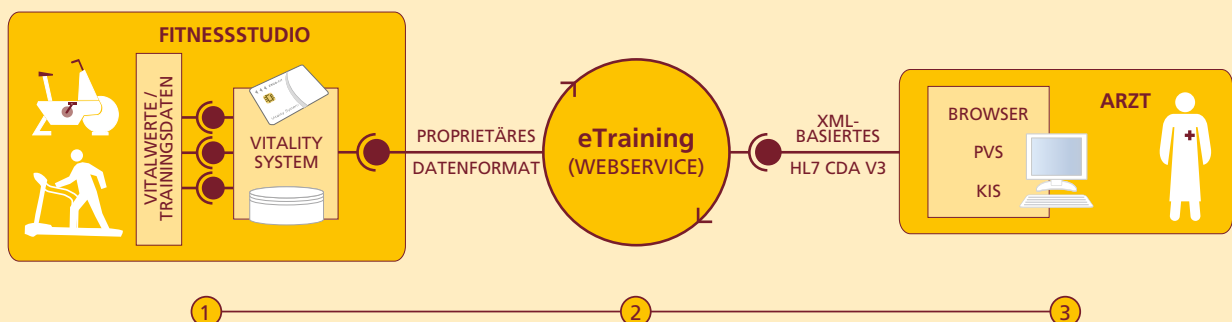 FITNESSSTUDIO
VITALWERTE /
TRAININGSDATEN
VITALITY
SYSTEM
PROPRIETÄRES
DATENFORMAT
eTraining
(WEBSERVICE)
XML-
BASIERTES
HL7 CDA V3
BROWSER
PVS
KIS
ARZT
1
2
3